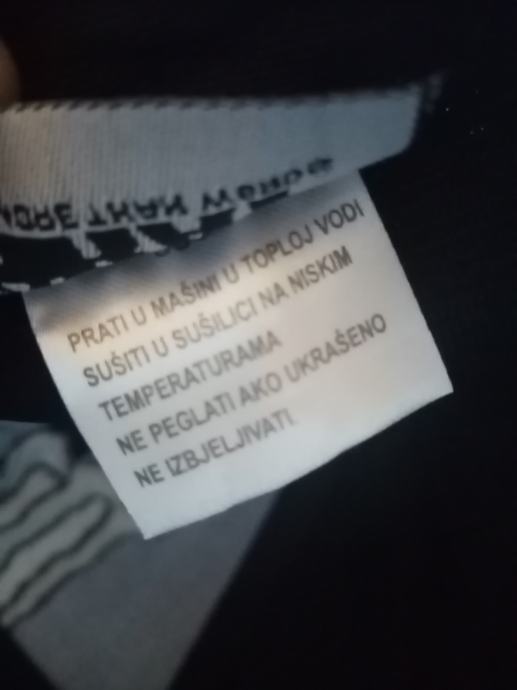 PRATI U MAŠINI U TOPLOJ VODI
SUŠITI U SUŠILICI NA NISKIM
TEMPERATURAMA
NE PEGLATI AKO UKRAŠENO
NE IZBJELJIVATI